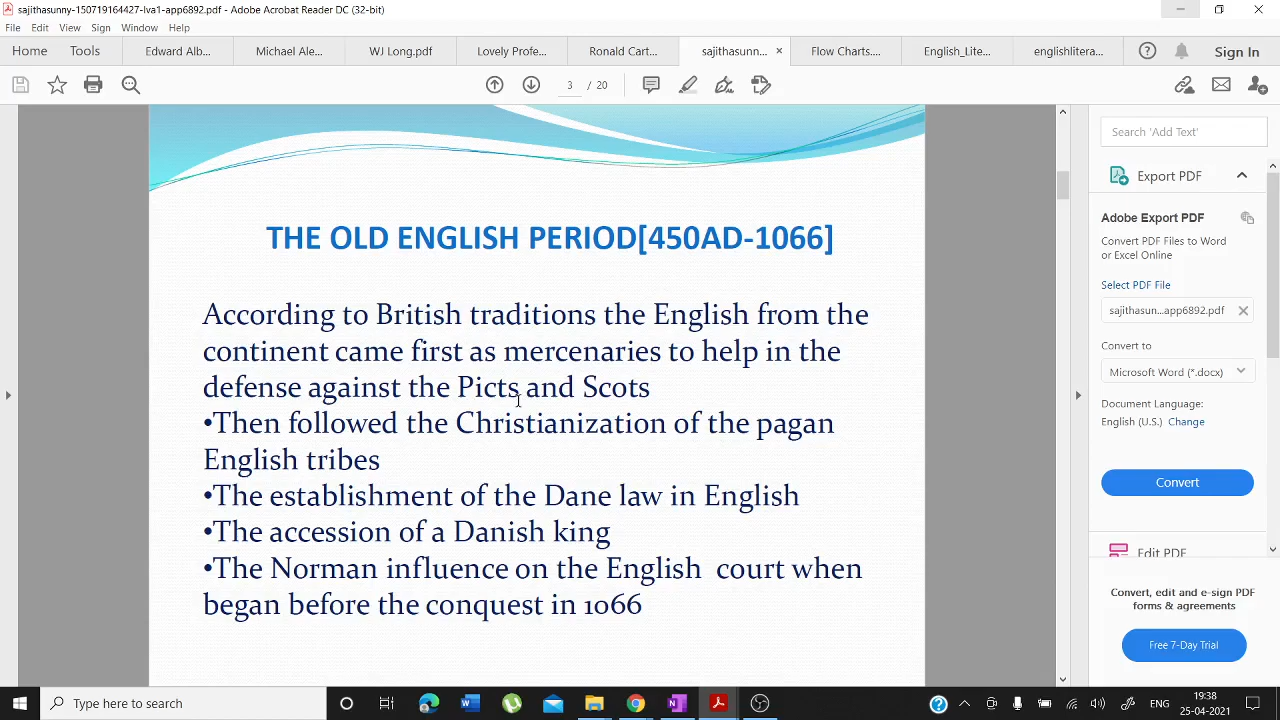 sajithasunny-150719164427-lva1-app6892.pdf - Adobe Acrobat Reader DC (32-bit)
File Edit View Sign Window Help
Home Tools Edward Alb... Michael Ale... WJ Long.pdf Lovely Profe... Ronald Cart... sajithasunny... × Flow Charts.... English_Lite... englishlitera... Sign In
3 / 20
Search 'Add Text'
Export PDF
Adobe Export PDF
Convert PDF Files to Word
or Excel Online
Select PDF File
sajithasun...app6892.pdf
Convert to
Microsoft Word (*.docx)
Document Language:
English (U.S.) Change
Convert
Edit PDF
Convert, edit and e-sign PDF
forms & agreements
Free 7-Day Trial
THE OLD ENGLISH PERIOD[450AD-1066]
According to British traditions the English from the
continent came first as mercenaries to help in the
defense against the Picts and Scots
•Then followed the Christianization of the pagan
English tribes
•The establishment of the Dane law in English
•The accession of a Danish king
•The Norman influence on the English court when
began before the conquest in 1066
Type here to search
ENG
19:38
25-04-2021